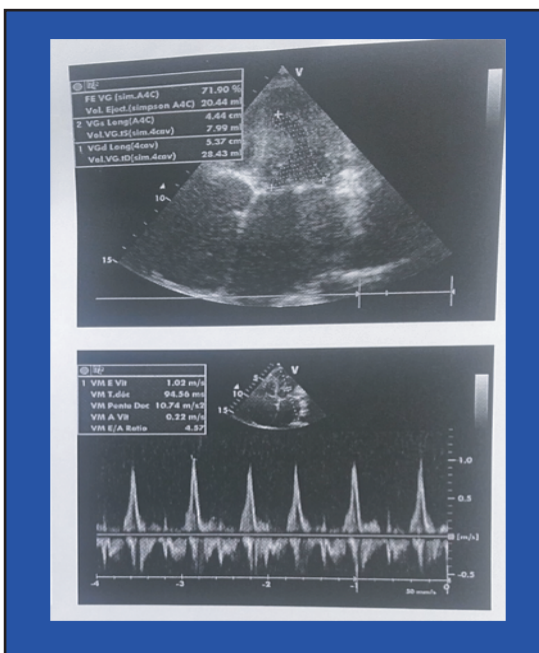 V
FE VG (sim.A4C) 71.90 %
Vol. Eject.(simpson A4C) 20.44 ml
2 VGs Long(A4C) 4.44 cm
Vol.VG.tS(sim.4cav) 7.99 ml
1 VGd Long(4cav) 5.37 cm
Vol.VG.tD(sim.4cav) 28.43 ml
10
15
V
1 VM E Vit 1.02 m/s
VM T.déc 94.56 ms
VM Pente Dec 10.74 m/s2
VM A Vit 0.22 m/s
VM E/A Ratio 4.57
5
10
15
1.0
0.5
[m/s]
-0.5
-4 -3 -2 -1 0
50 mm/s